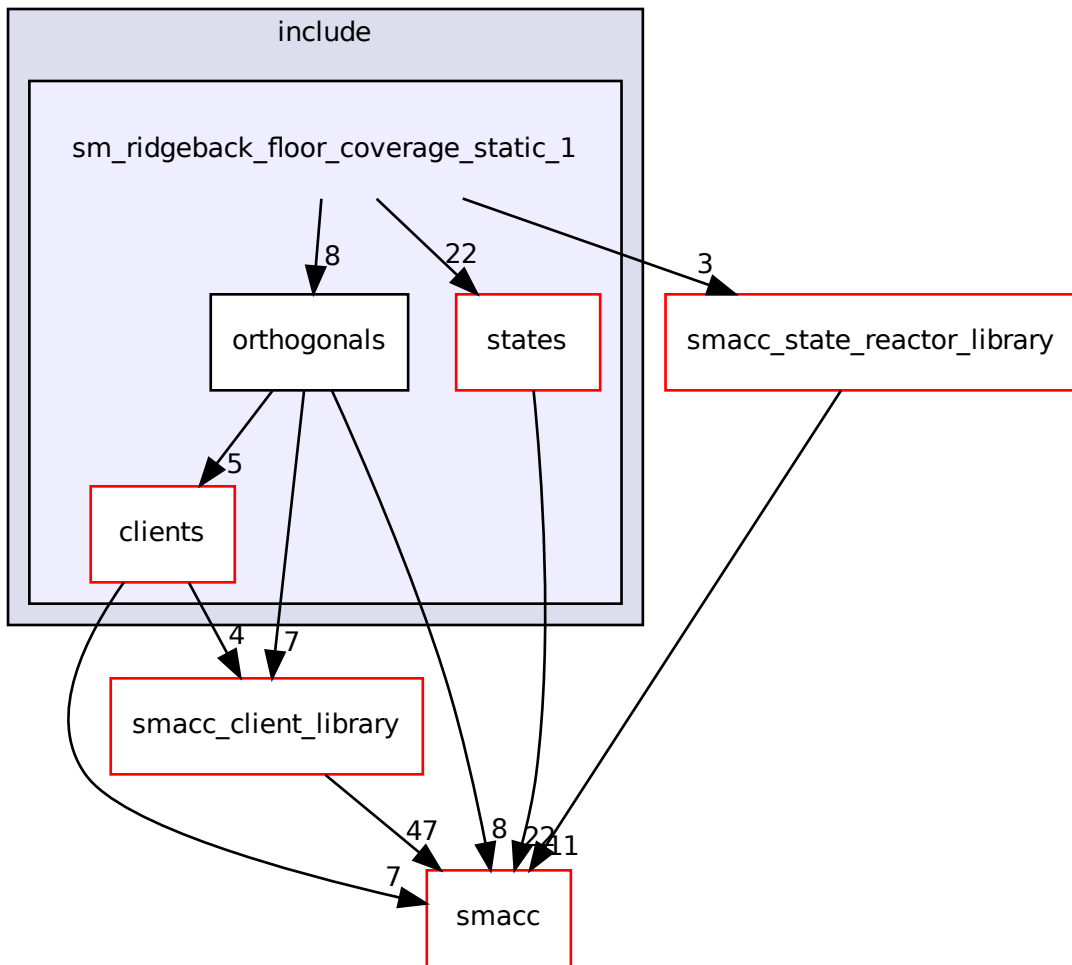 include
sm_ridgeback_floor_coverage_static_1
8
22
3
orthogonals
states
smacc_state_reactor_library
5
clients
4
7
smacc_client_library
47
8
22
11
7
smacc